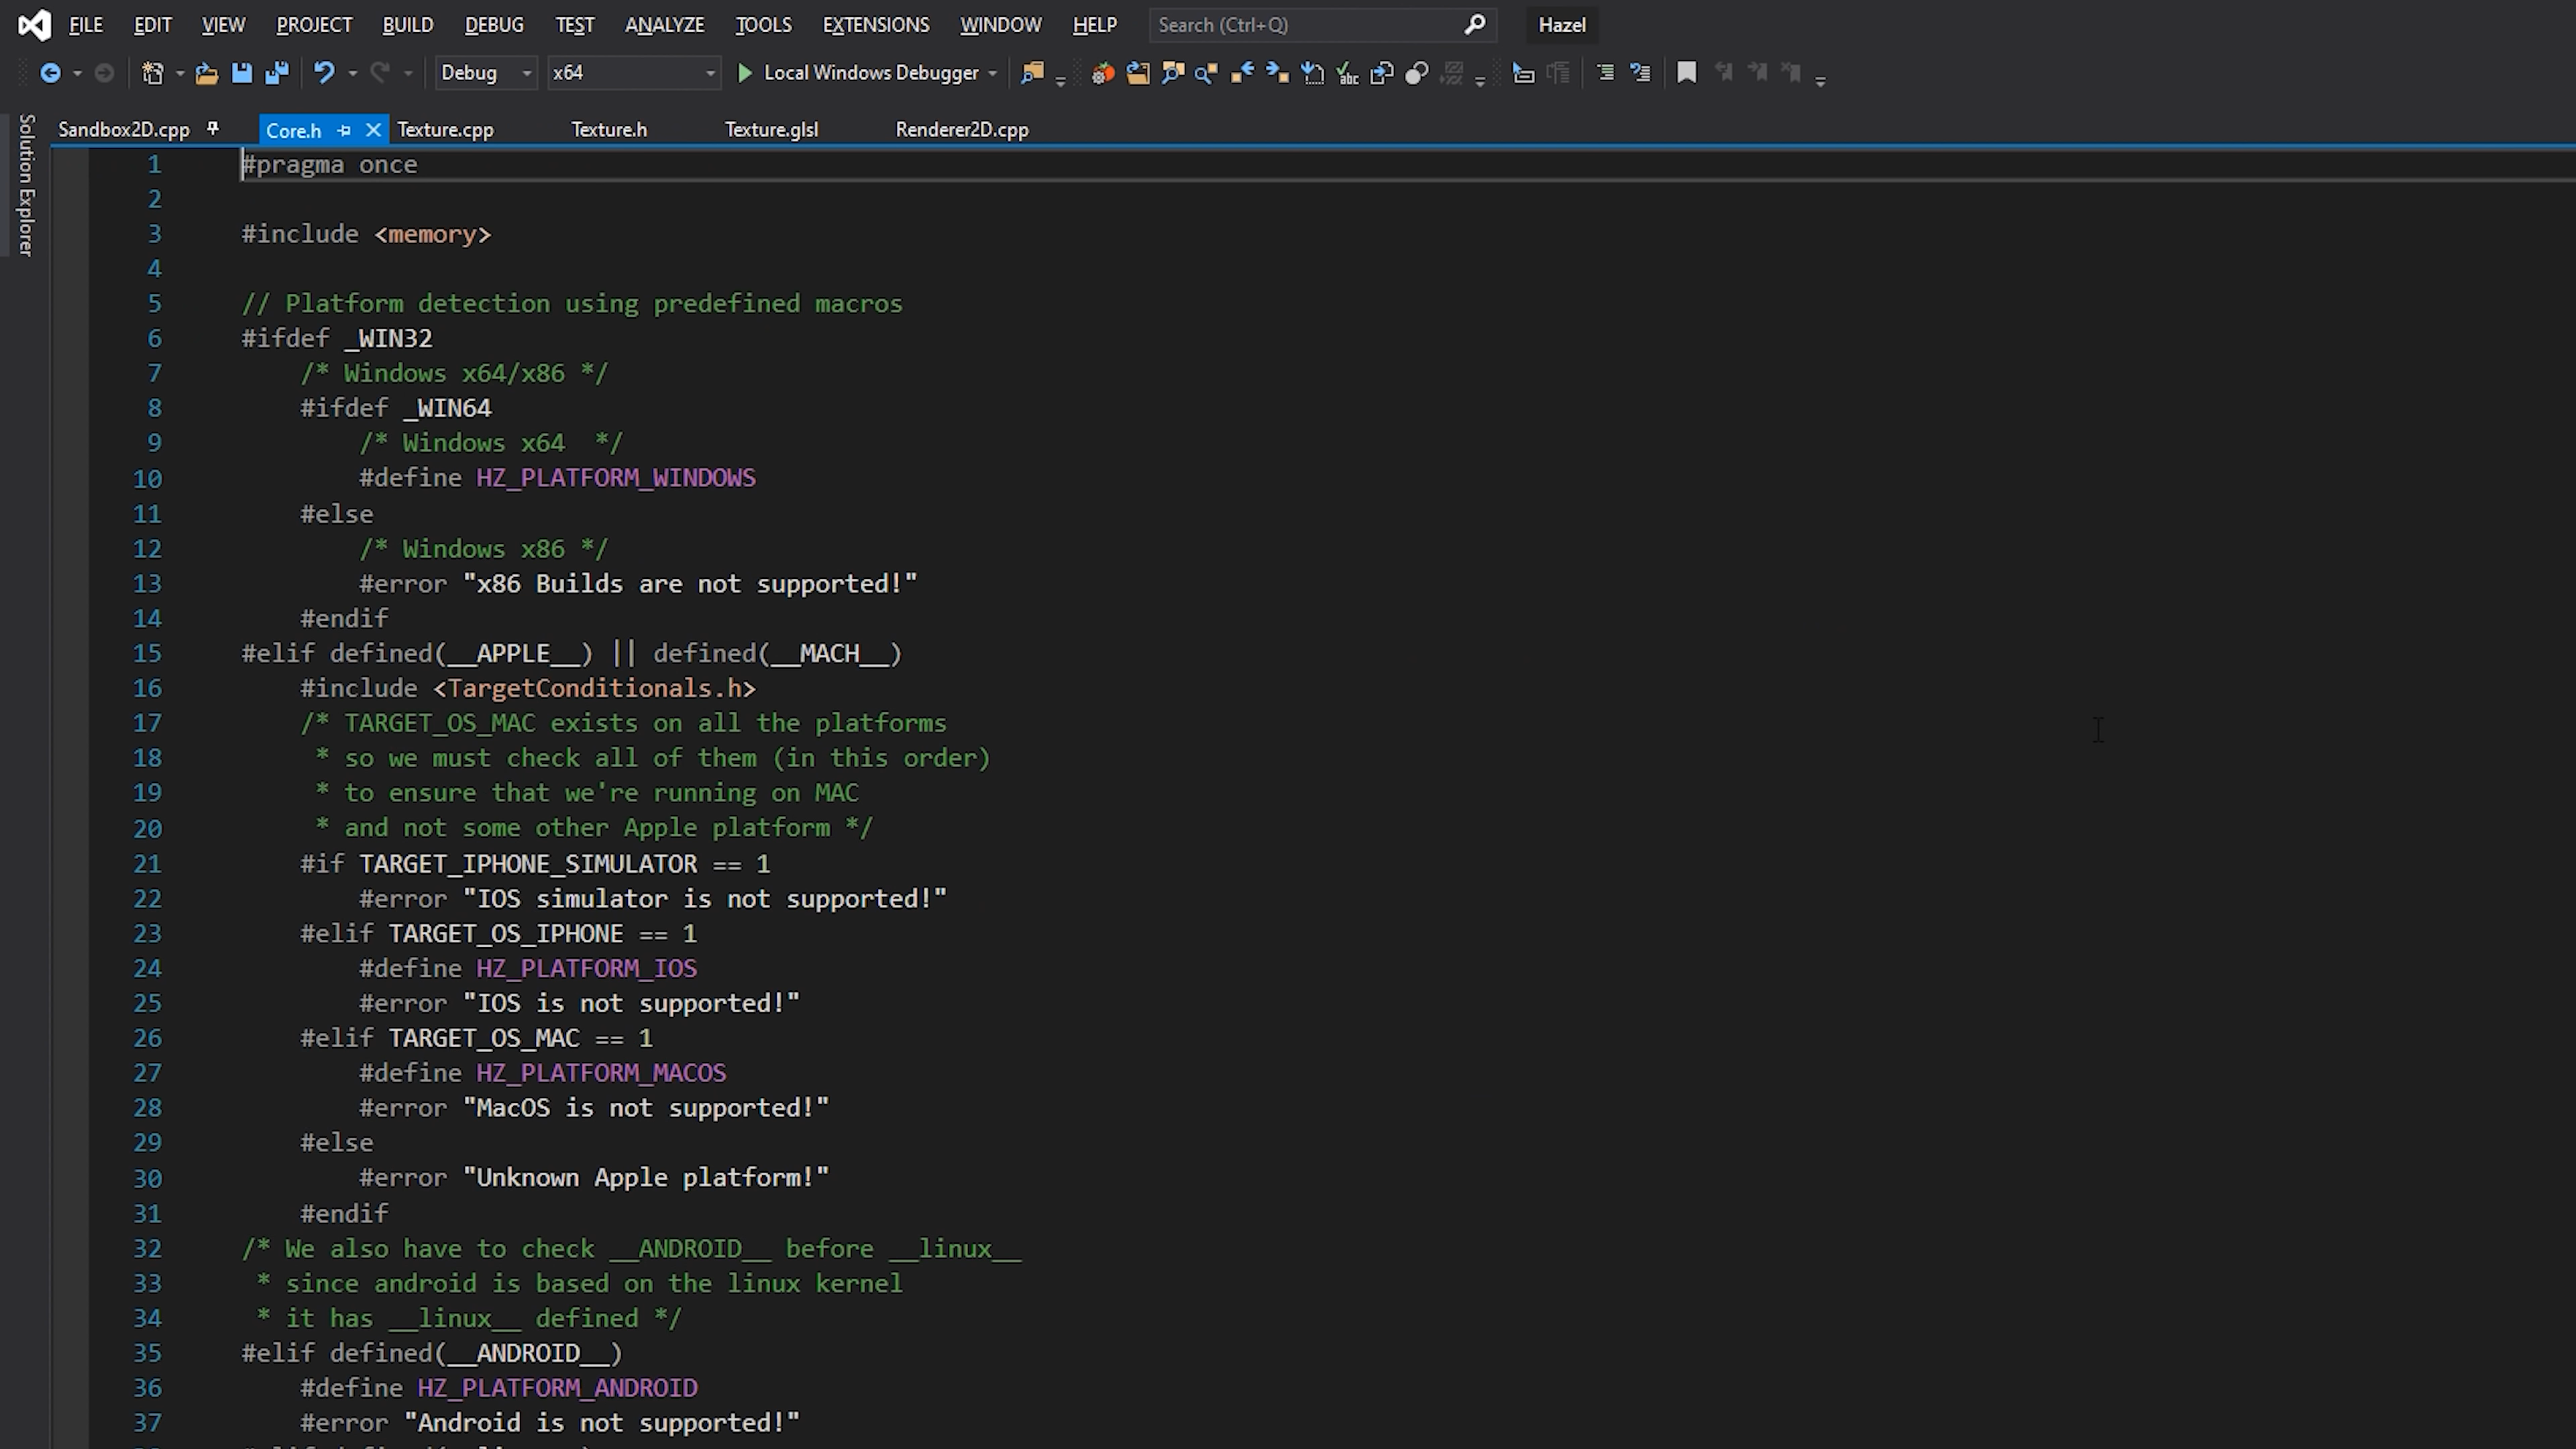 FILE EDIT VIEW PROJECT BUILD DEBUG TEST ANALYZE TOOLS EXTENSIONS WINDOW HELP Search (Ctrl+Q) Hazel
Debug x64 Local Windows Debugger
Solution Explorer
Sandbox2D.cpp Core.h Texture.cpp Texture.h Texture.glsl Renderer2D.cpp
1 #pragma once
2
3 #include <memory>
4
5 // Platform detection using predefined macros
6 #ifdef _WIN32
7     /* Windows x64/x86 */
8     #ifdef _WIN64
9         /* Windows x64  */
10         #define HZ_PLATFORM_WINDOWS
11     #else
12         /* Windows x86 */
13         #error "x86 Builds are not supported!"
14     #endif
15 #elif defined(__APPLE__) || defined(__MACH__)
16     #include <TargetConditionals.h>
17     /* TARGET_OS_MAC exists on all the platforms
18      * so we must check all of them (in this order)
19      * to ensure that we're running on MAC
20      * and not some other Apple platform */
21     #if TARGET_IPHONE_SIMULATOR == 1
22         #error "IOS simulator is not supported!"
23     #elif TARGET_OS_IPHONE == 1
24         #define HZ_PLATFORM_IOS
25         #error "IOS is not supported!"
26     #elif TARGET_OS_MAC == 1
27         #define HZ_PLATFORM_MACOS
28         #error "MacOS is not supported!"
29     #else
30         #error "Unknown Apple platform!"
31     #endif
32 /* We also have to check __ANDROID__ before __linux__
33  * since android is based on the linux kernel
34  * it has __linux__ defined */
35 #elif defined(__ANDROID__)
36     #define HZ_PLATFORM_ANDROID
37     #error "Android is not supported!"